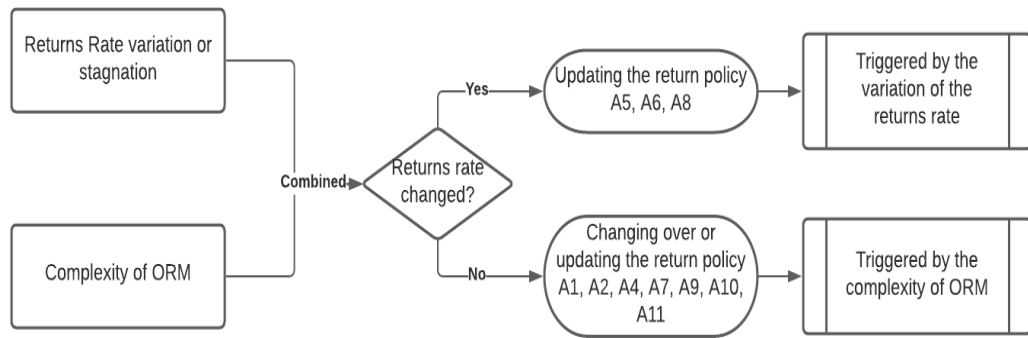 Returns Rate variation or
stagnation
Complexity of ORM
Combined
Returns rate
changed?
Yes
Updating the return policy
A5, A6, A8
Triggered by the
variation of the
returns rate
No
Changing over or
updating the return policy
A1, A2, A4, A7, A9, A10,
A11
Triggered by the
complexity of ORM